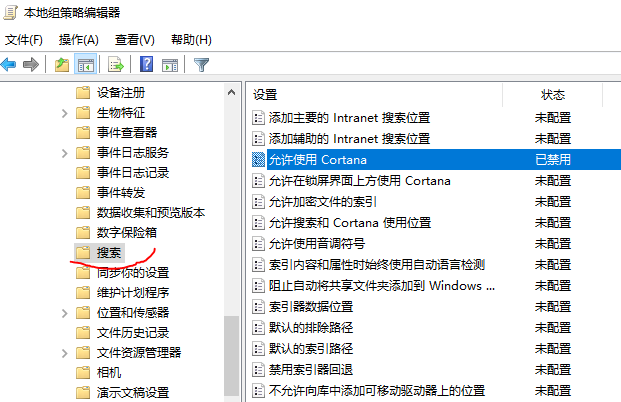 本地组策略编辑器
文件(F) 操作(A) 查看(V) 帮助(H)
设备注册
生物特征
事件查看器
事件日志服务
事件日志记录
事件转发
数据收集和预览版本
数字保险箱
搜索
同步你的设置
维护计划程序
位置和传感器
文件历史记录
文件资源管理器
相机
演示文稿设置
设置 状态
添加主要的 Intranet 搜索位置 未配置
添加辅助的 Intranet 搜索位置 未配置
允许使用 Cortana 已禁用
允许在锁屏界面上方使用 Cortana 未配置
允许加密文件的索引 未配置
允许搜索和 Cortana 使用位置 未配置
允许使用音调符号 未配置
索引内容和属性时始终使用自动语言检测 未配置
阻止自动将共享文件夹添加到 Windows ... 未配置
索引器数据位置 未配置
默认的排除路径 未配置
默认的索引路径 未配置
禁用索引器回退 未配置
不允许向库中添加可移动驱动器上的位置 未配置